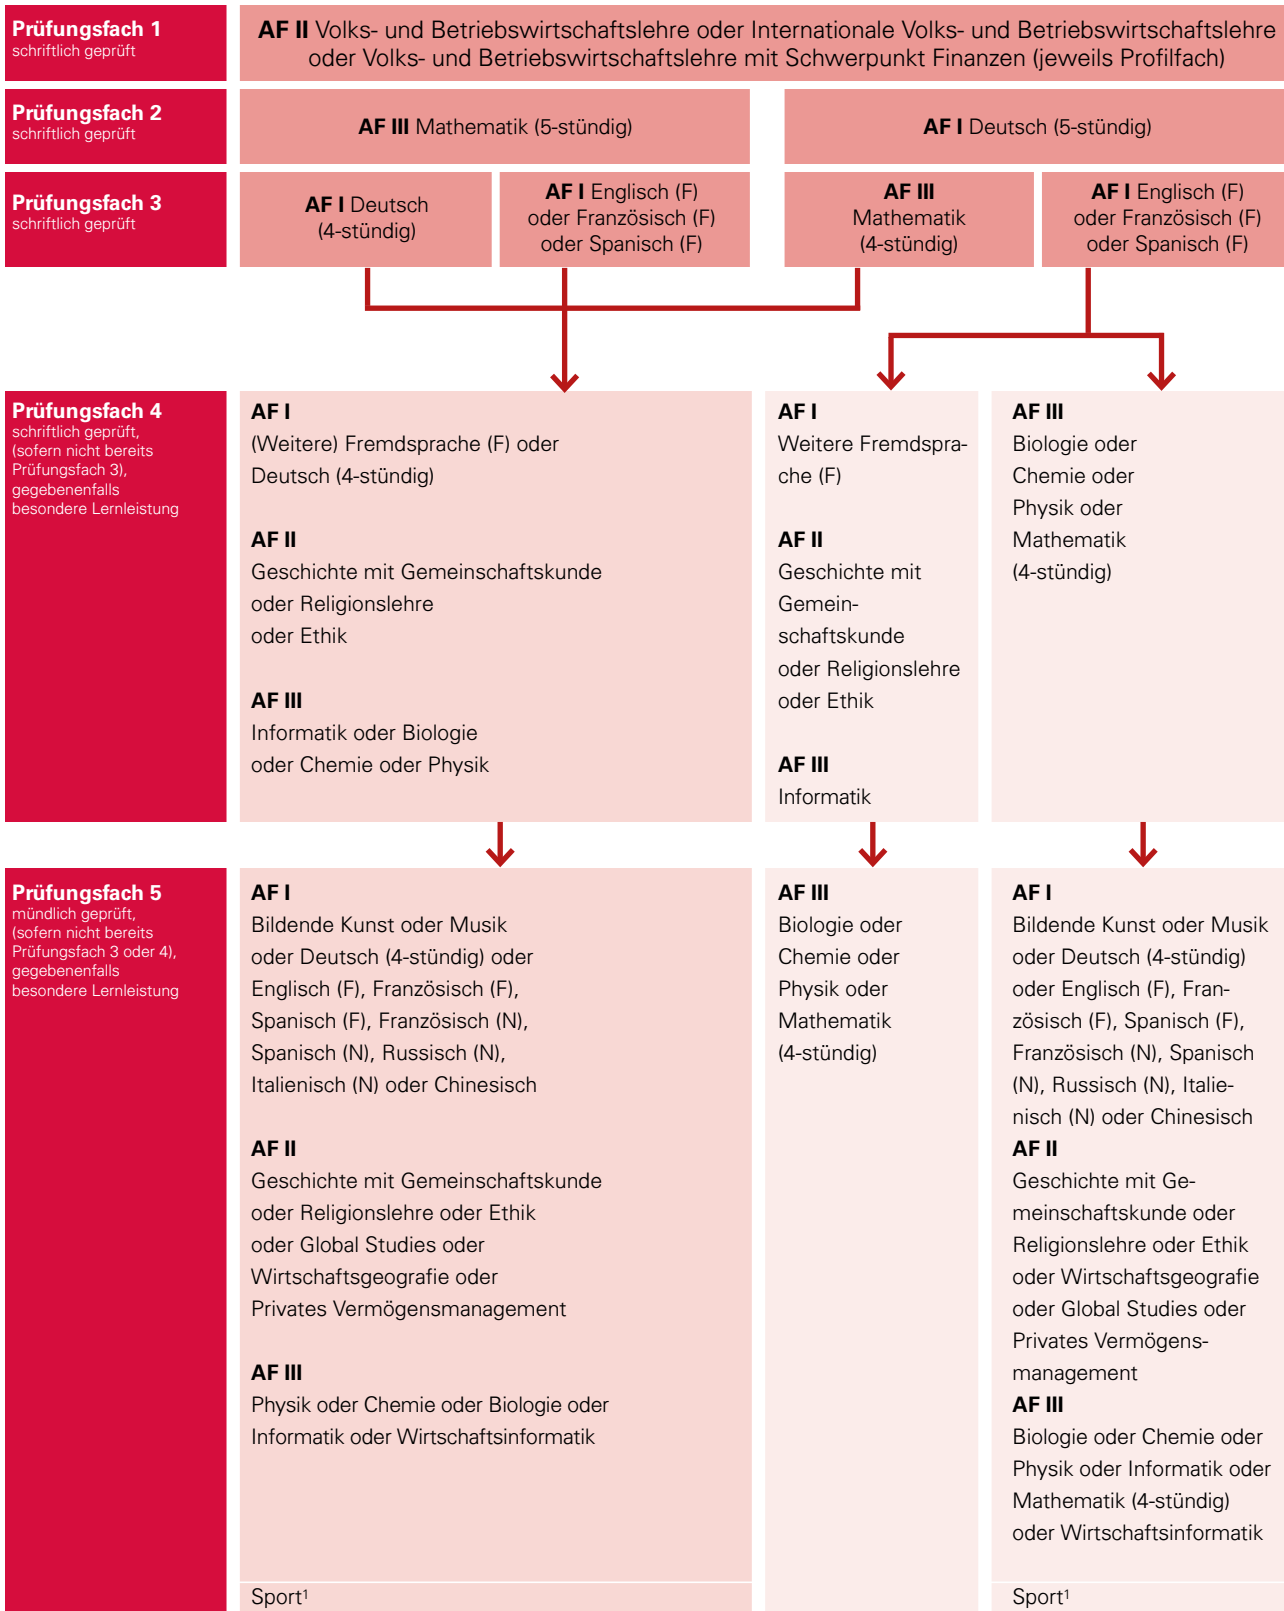 Prüfungsfach 1
schriftlich geprüft
AF II Volks- und Betriebswirtschaftslehre oder Internationale Volks- und Betriebswirtschaftslehre
oder Volks- und Betriebswirtschaftslehre mit Schwerpunkt Finanzen (jeweils Profilfach)
Prüfungsfach 2
schriftlich geprüft
AF III Mathematik (5-stündig)
AF I Deutsch (5-stündig)
Prüfungsfach 3
schriftlich geprüft
AF I Deutsch
(4-stündig)
AF I Englisch (F)
oder Französisch (F)
oder Spanisch (F)
AF III
Mathematik
(4-stündig)
AF I Englisch (F)
oder Französisch (F)
oder Spanisch (F)
Prüfungsfach 4
schriftlich geprüft,
(sofern nicht bereits
Prüfungsfach 3),
gegebenenfalls
besondere Lernleistung
AF I
(Weitere) Fremdsprache (F) oder
Deutsch (4-stündig)
AF II
Geschichte mit Gemeinschaftskunde
oder Religionslehre
oder Ethik
AF III
Informatik oder Biologie
oder Chemie oder Physik
AF I
Weitere Fremdspra-
che (F)
AF II
Geschichte mit
Gemein-
schaftskunde
oder Religionslehre
oder Ethik
AF III
Informatik
AF III
Biologie oder
Chemie oder
Physik oder
Mathematik
(4-stündig)
Prüfungsfach 5
mündlich geprüft,
(sofern nicht bereits
Prüfungsfach 3 oder 4),
gegebenenfalls
besondere Lernleistung
AF I
Bildende Kunst oder Musik
oder Deutsch (4-stündig) oder
Englisch (F), Französisch (F),
Spanisch (F), Französisch (N),
Spanisch (N), Russisch (N),
Italienisch (N) oder Chinesisch
AF II
Geschichte mit Gemeinschaftskunde
oder Religionslehre oder Ethik
oder Global Studies oder
Wirtschaftsgeografie oder
Privates Vermögensmanagement
AF III
Physik oder Chemie oder Biologie oder
Informatik oder Wirtschaftsinformatik
Sport¹
AF III
Biologie oder
Chemie oder
Physik oder
Mathematik
(4-stündig)
AF I
Bildende Kunst oder Musik
oder Deutsch (4-stündig)
oder Englisch (F), Fran-
zösisch (F), Spanisch (F),
Französisch (N), Spanisch
(N), Russisch (N), Italie-
nisch (N) oder Chinesisch
AF II
Geschichte mit Ge-
meinschaftskunde oder
Religionslehre oder Ethik
oder Wirtschaftsgeografie
oder Global Studies oder
Privates Vermögens-
management
AF III
Biologie oder Chemie oder
Physik oder Informatik oder
Mathematik (4-stündig)
oder Wirtschaftsinformatik
Sport¹